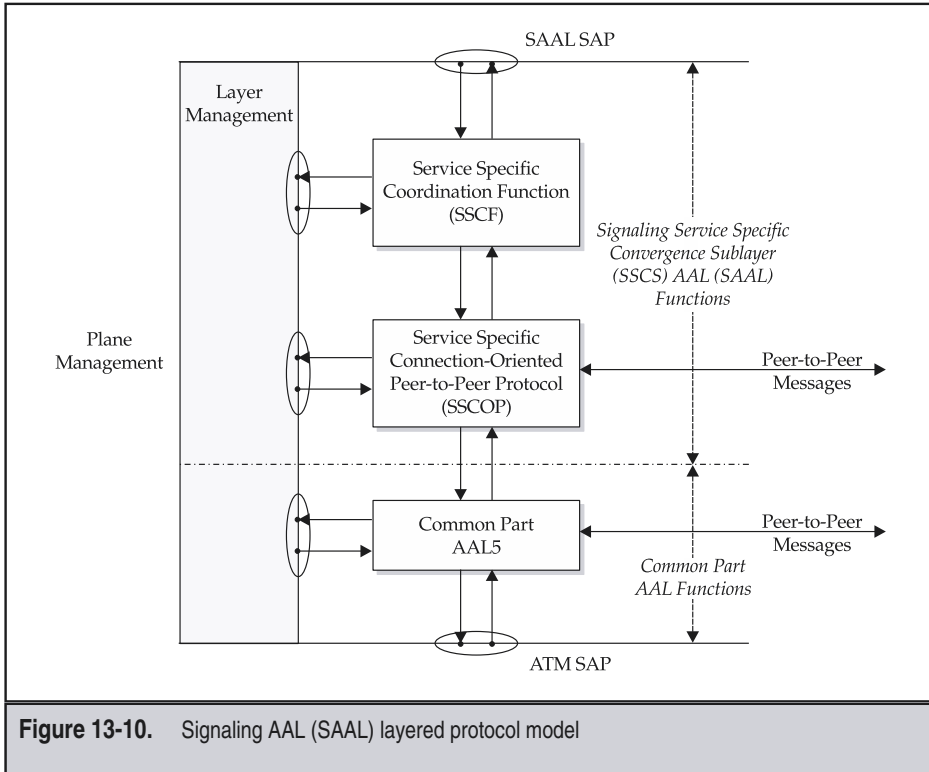 SAAL SAP
Layer
Management
Service Specific
Coordination Function
(SSCF)
Signaling Service Specific
Convergence Sublayer
(SSCS) AAL (SAAL)
Functions
Plane
Management
Service Specific
Connection-Oriented
Peer-to-Peer Protocol
(SSCOP)
Peer-to-Peer
Messages
Common Part
AAL5
Peer-to-Peer
Messages
Common Part
AAL Functions
ATM SAP
Figure 13-10. Signaling AAL (SAAL) layered protocol model